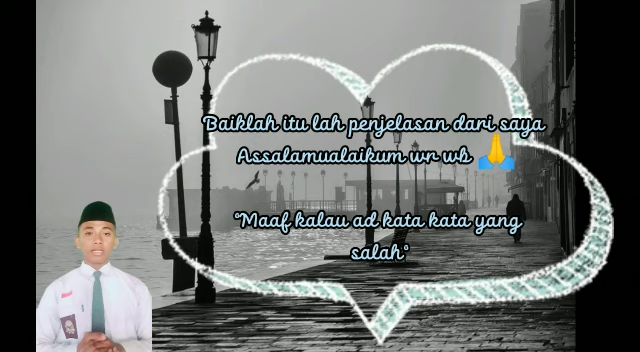 Baiklah itu lah penjelasan dari saya
Assalamualaikum wr wb 🙏
"Maaf kalau ad kata kata yang
salah"